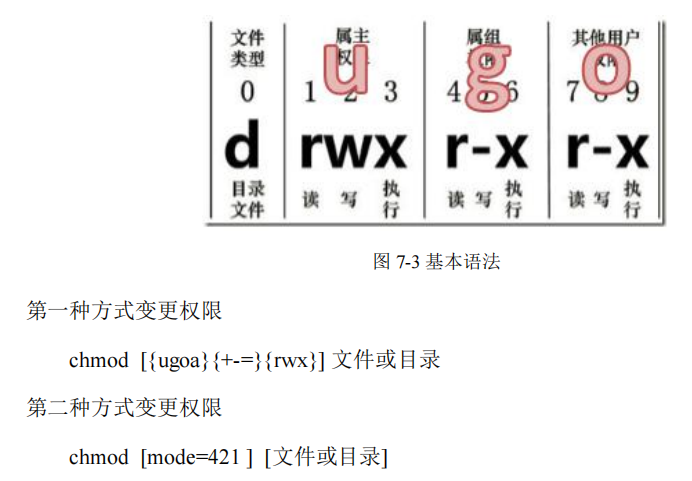 文件 属主 属组 其他用户
类型 u g o
0 1 2 3 4 5 6 7 8 9
d rwx r-x r-x
目录 读 写 执 读 写 执 读 写 执
文件 行 行 行
图 7-3 基本语法
第一种方式变更权限
chmod [{ugoa}{+-=}{rwx}] 文件或目录
第二种方式变更权限
chmod [mode=421 ] [文件或目录]